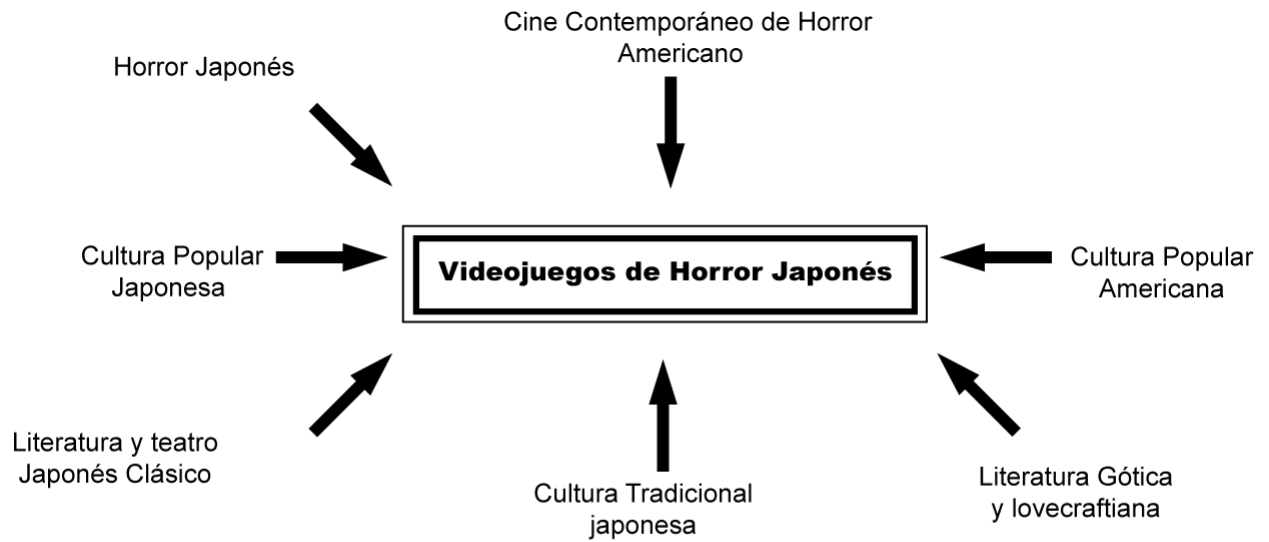 Cine Contemporáneo de Horror
Americano
Horror Japonés
Cultura Popular
Japonesa
Videojuegos de Horror Japonés
Cultura Popular
Americana
Literatura y teatro
Japonés Clásico
Cultura Tradicional
japonesa
Literatura Gótica
y lovecraftiana